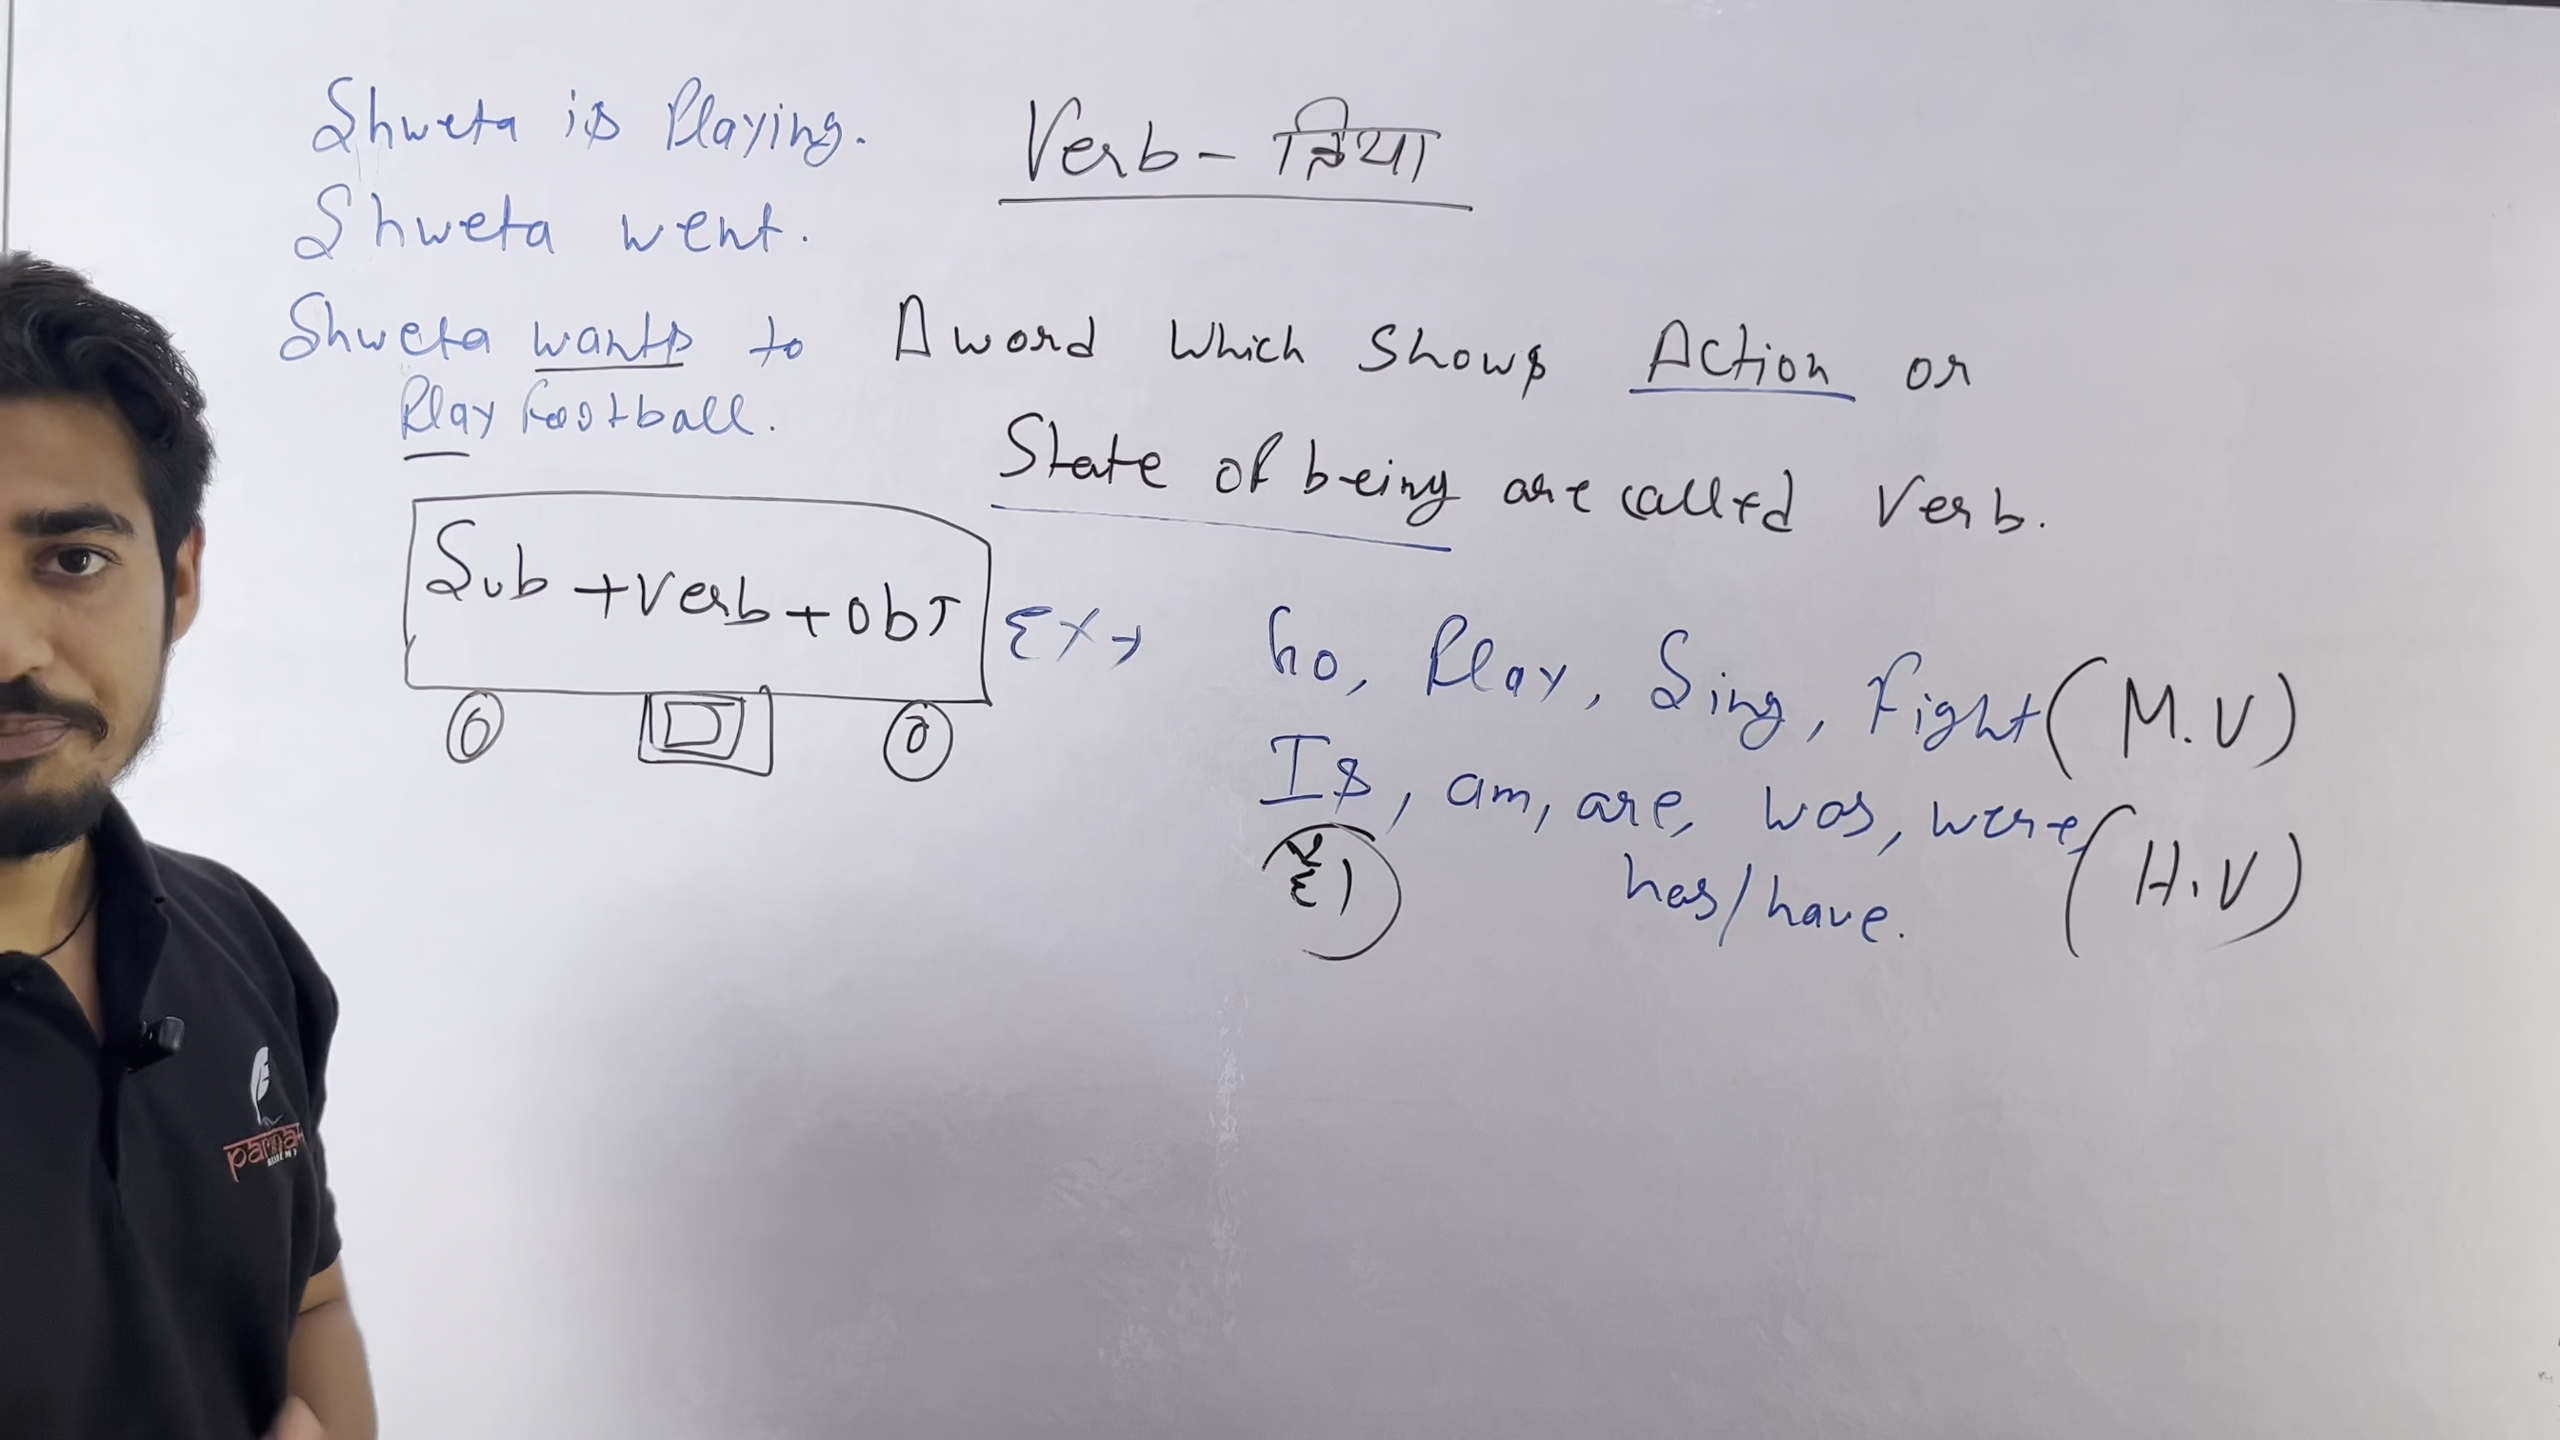 Shweta is Playing.
Shweta went.
Shweta wants to
Play Football.
Verb - क्रिया
A word which shows Action or
State of being are called Verb.
Sub + Verb + obj
Ex → Go, Play, Sing, Fight (M.V)
Is, am, are, was, were,
has/have. (H.V)
है।